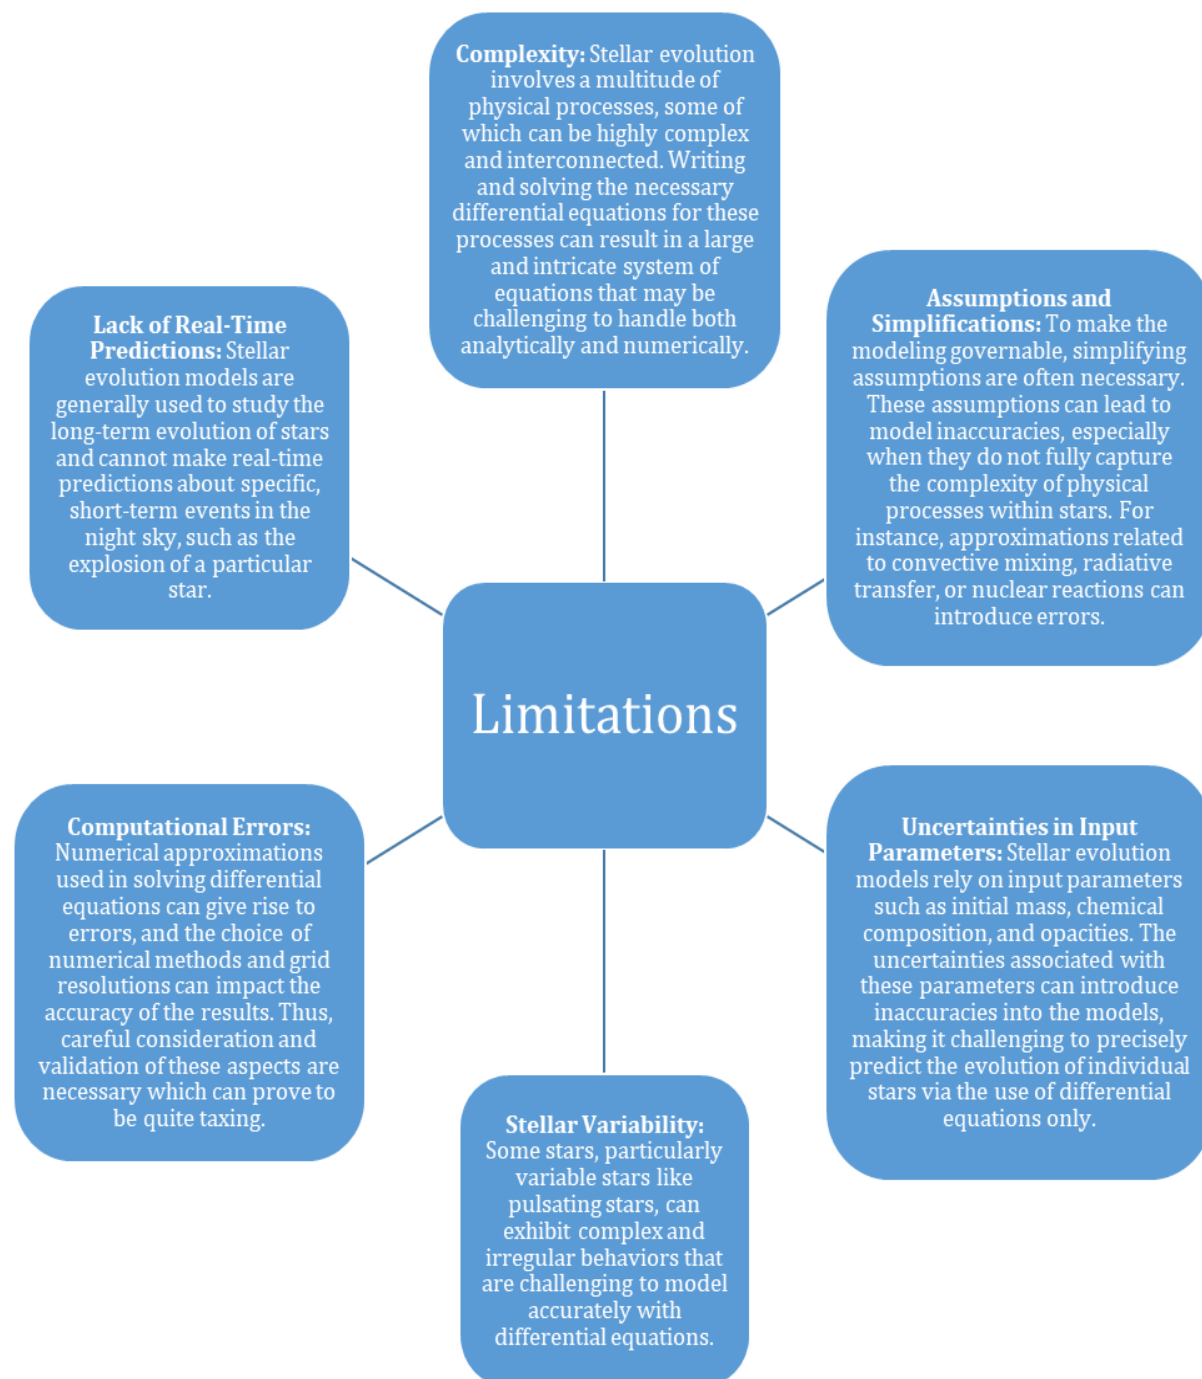 Complexity: Stellar evolution
involves a multitude of
physical processes, some of
which can be highly complex
and interconnected. Writing
and solving the necessary
differential equations for these
processes can result in a large
and intricate system of
equations that may be
challenging to handle both
analytically and numerically.
Assumptions and
Simplifications: To make the
modeling governable, simplifying
assumptions are often necessary.
These assumptions can lead to
model inaccuracies, especially
when they do not fully capture
the complexity of physical
processes within stars. For
instance, approximations related
to convective mixing, radiative
transfer, or nuclear reactions can
introduce errors.
Uncertainties in Input
Parameters: Stellar evolution
models rely on input parameters
such as initial mass, chemical
composition, and opacities. The
uncertainties associated with
these parameters can introduce
inaccuracies into the models,
making it challenging to precisely
predict the evolution of individual
stars via the use of differential
equations only.
Stellar Variability:
Some stars, particularly
variable stars like
pulsating stars, can
exhibit complex and
irregular behaviors that
are challenging to model
accurately with
differential equations.
Computational Errors:
Numerical approximations
used in solving differential
equations can give rise to
errors, and the choice of
numerical methods and grid
resolutions can impact the
accuracy of the results. Thus,
careful consideration and
validation of these aspects are
necessary which can prove to
be quite taxing.
Lack of Real-Time
Predictions: Stellar
evolution models are
generally used to study the
long-term evolution of stars
and cannot make real-time
predictions about specific,
short-term events in the
night sky, such as the
explosion of a particular
star.
Limitations